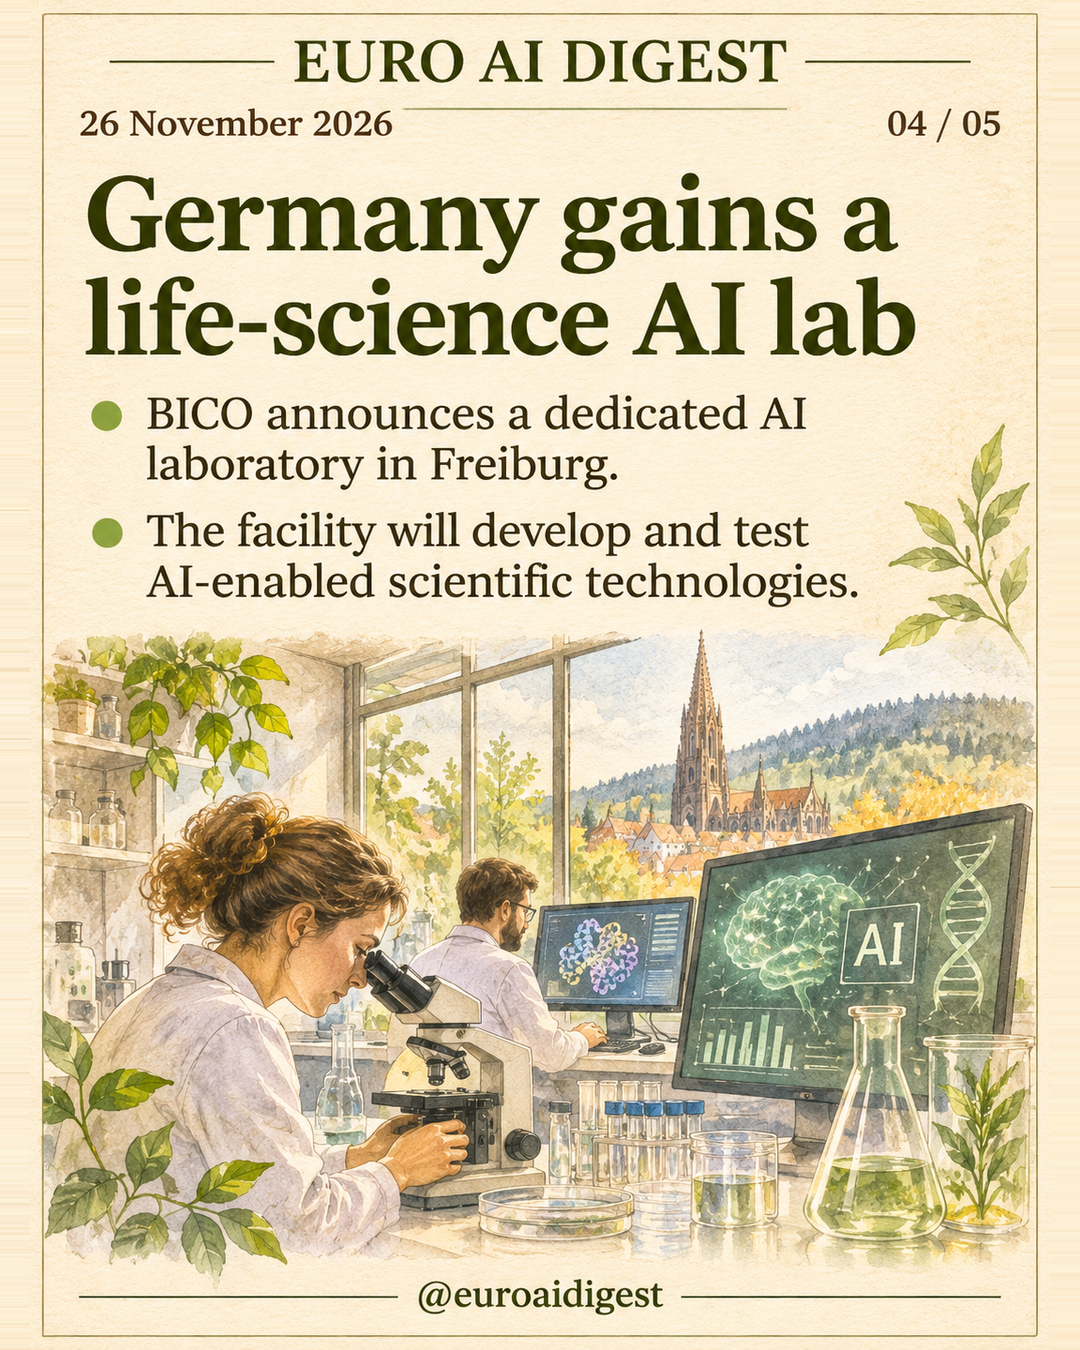 EURO AI DIGEST
26 November 2026
04 / 05
Germany gains a
life-science AI lab
BICO announces a dedicated AI
laboratory in Freiburg.
The facility will develop and test
AI-enabled scientific technologies.
AI
@euroaidigest